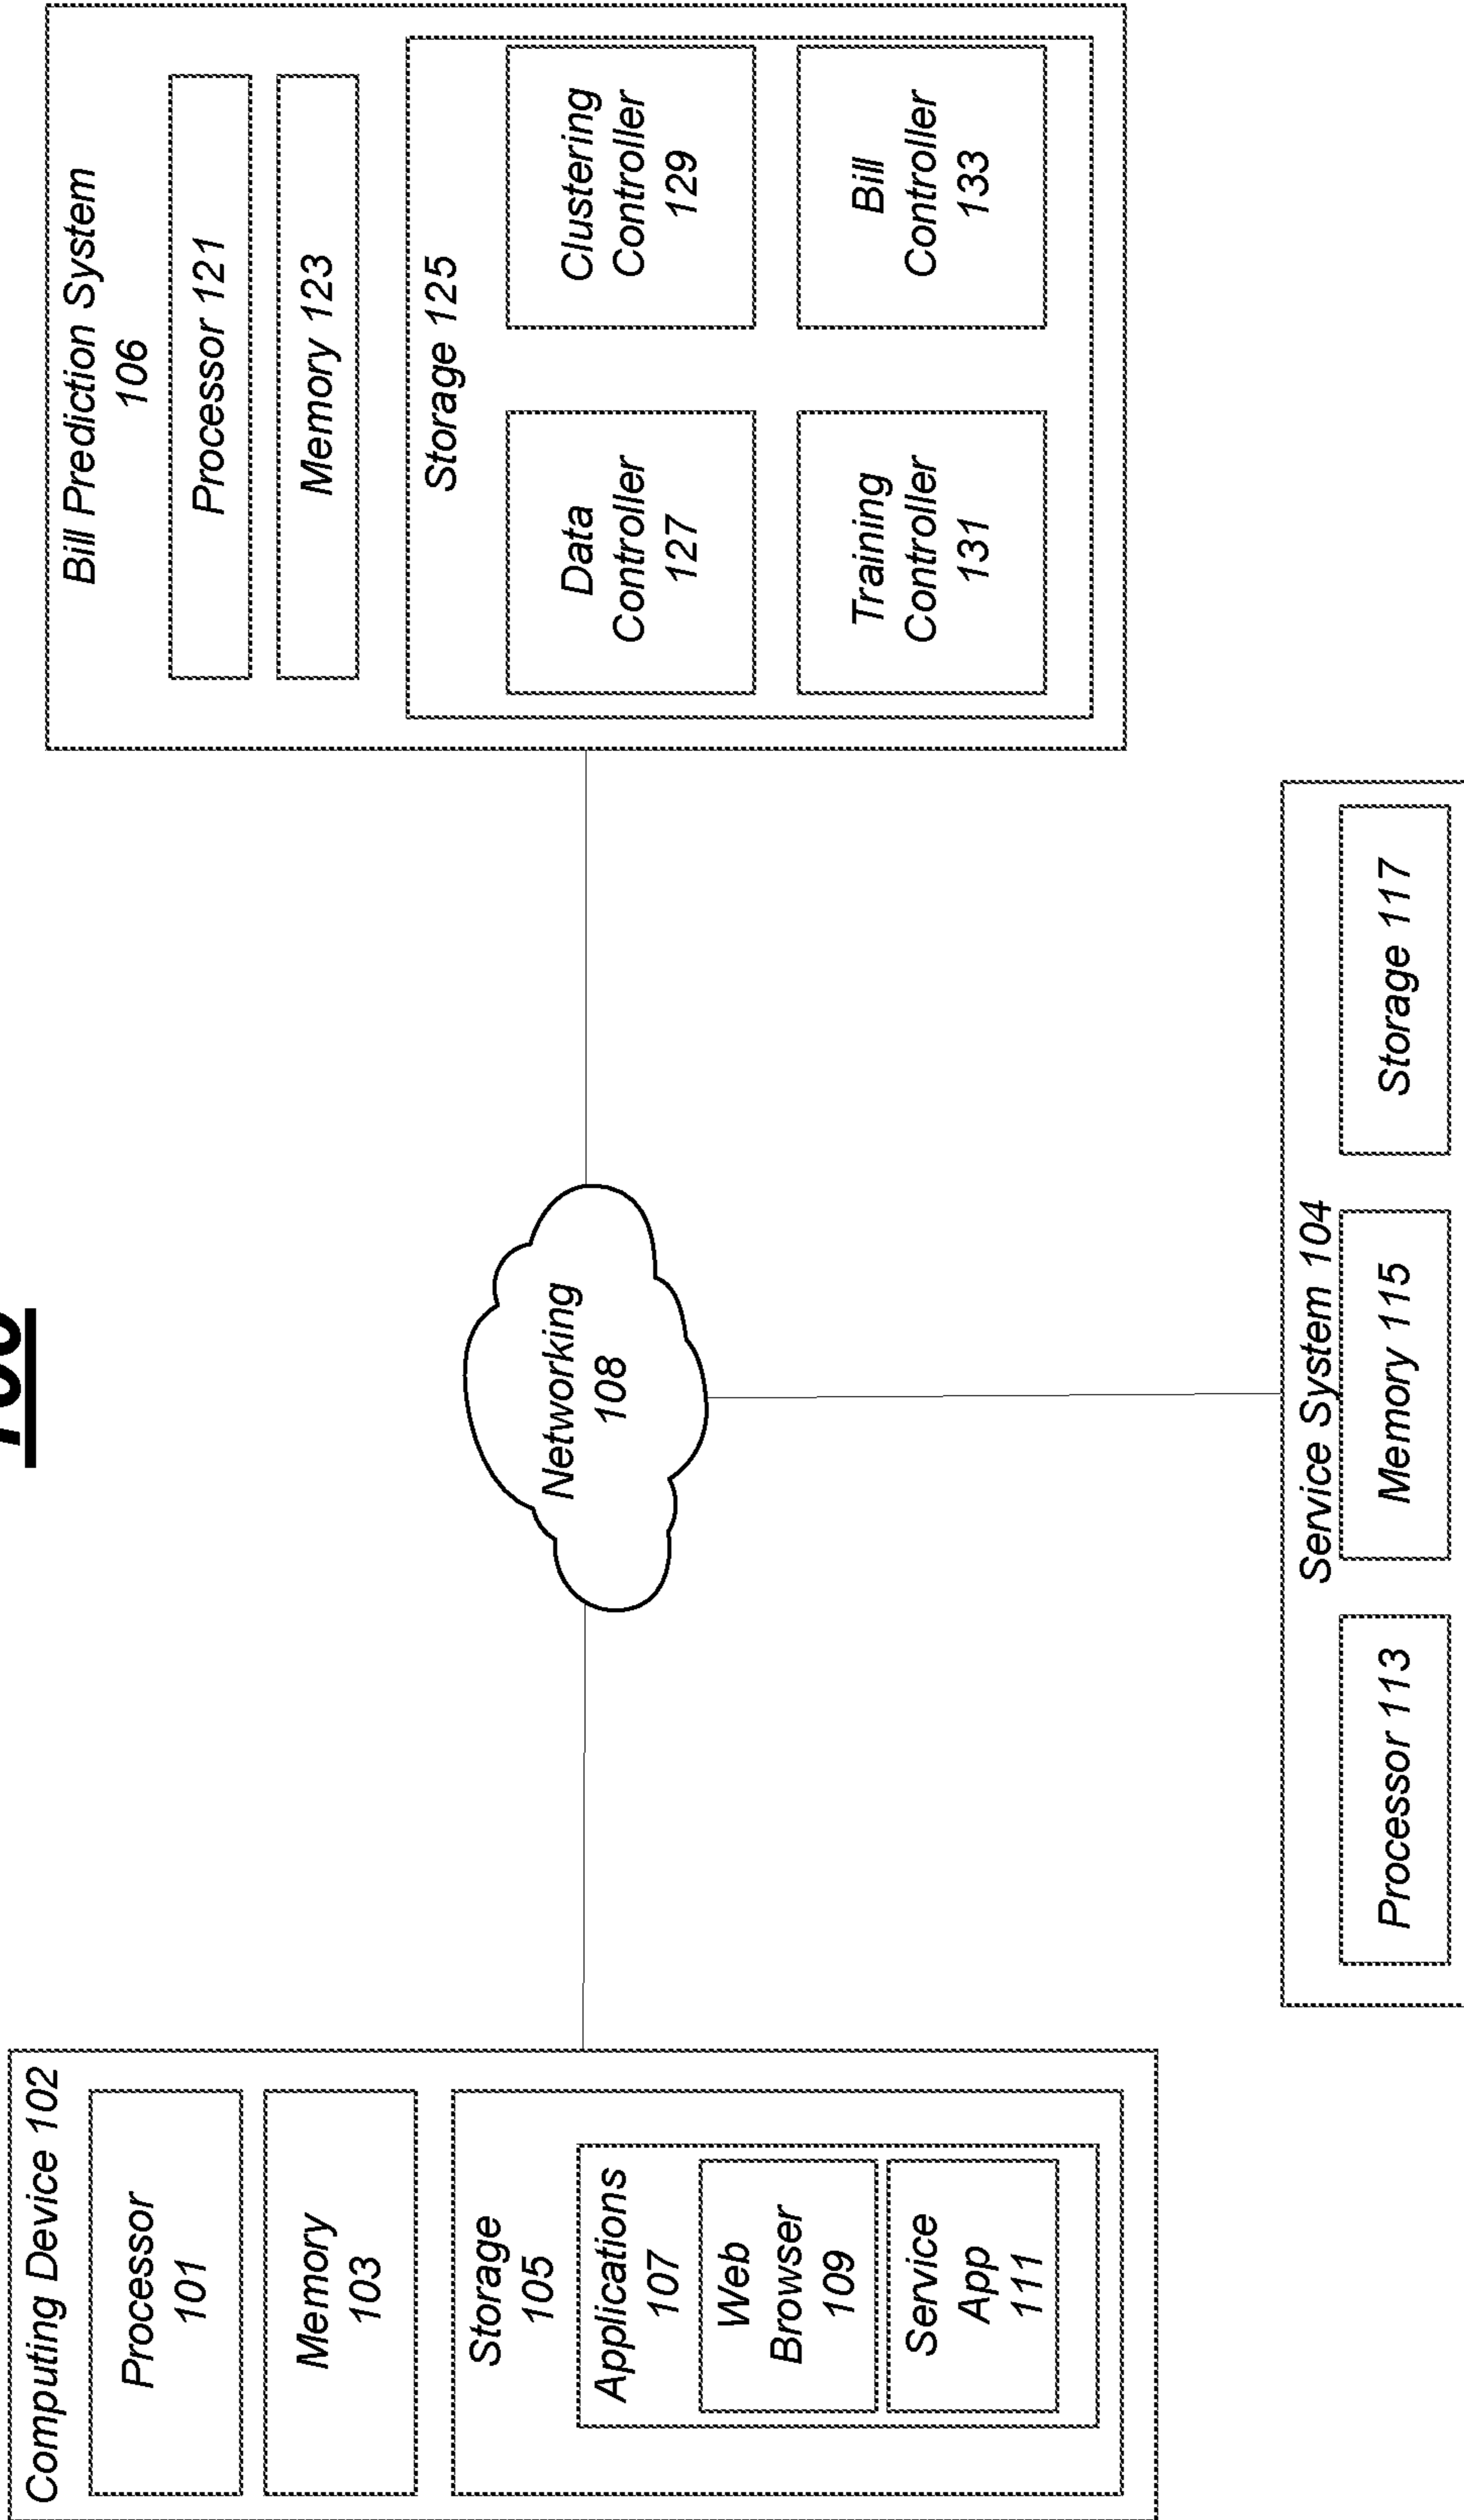 Computing Device 102
Processor
101
Memory
103
Storage
105
Applications
107
Web
Browser
109
Service
App
111
Networking
108
Service System 104
Processor 113
Memory 115
Storage 117
Bill Prediction System
106
Processor 121
Memory 123
Storage 125
Data
Controller
127
Clustering
Controller
129
Training
Controller
131
Bill
Controller
133